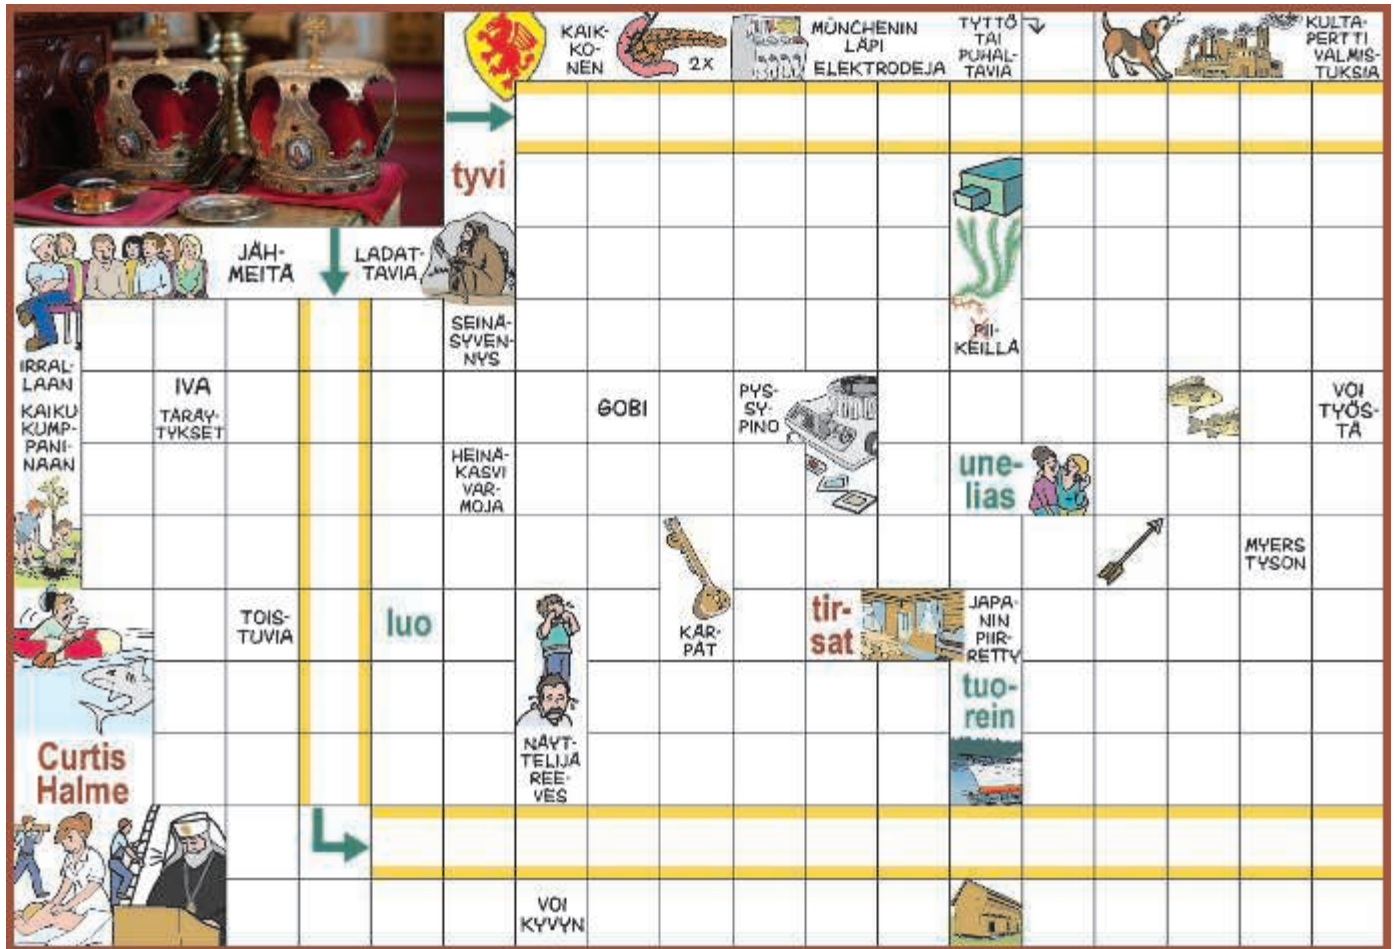 KAIK-
KO-
NEN
2X
MÜNCHENIN
LÄPI
ELEKTRODEJA
TYTTÖ
TAI
PUHAL-
TAVIA
KULTA-
PERTTI
VALMIS-
TUKSIA
tyvi
JÄH-
MEITÄ
LADAT-
TAVIA
SEINÄ-
SYVEN-
NYS
PII-
KEILLÄ
IRRAL-
LAAN
KAIKU
KUMP-
PANI-
NAAN
IVA
TÄRÄY-
TYKSET
GOBI
PYS-
SY-
PINO
VOI
TYÖS-
TÄ
HEINÄ-
KASVI
VAR-
MOJA
une-
lias
MYERS
TYSON
TOIS-
TUVIA
luo
KÄR-
PÄT
tir-
sat
JAPA-
NIN
PIIR-
RETTY
tuo-
rein
Curtis
Halme
NÄYT-
TELIJÄ
REE-
VES
VOI
KYVYN